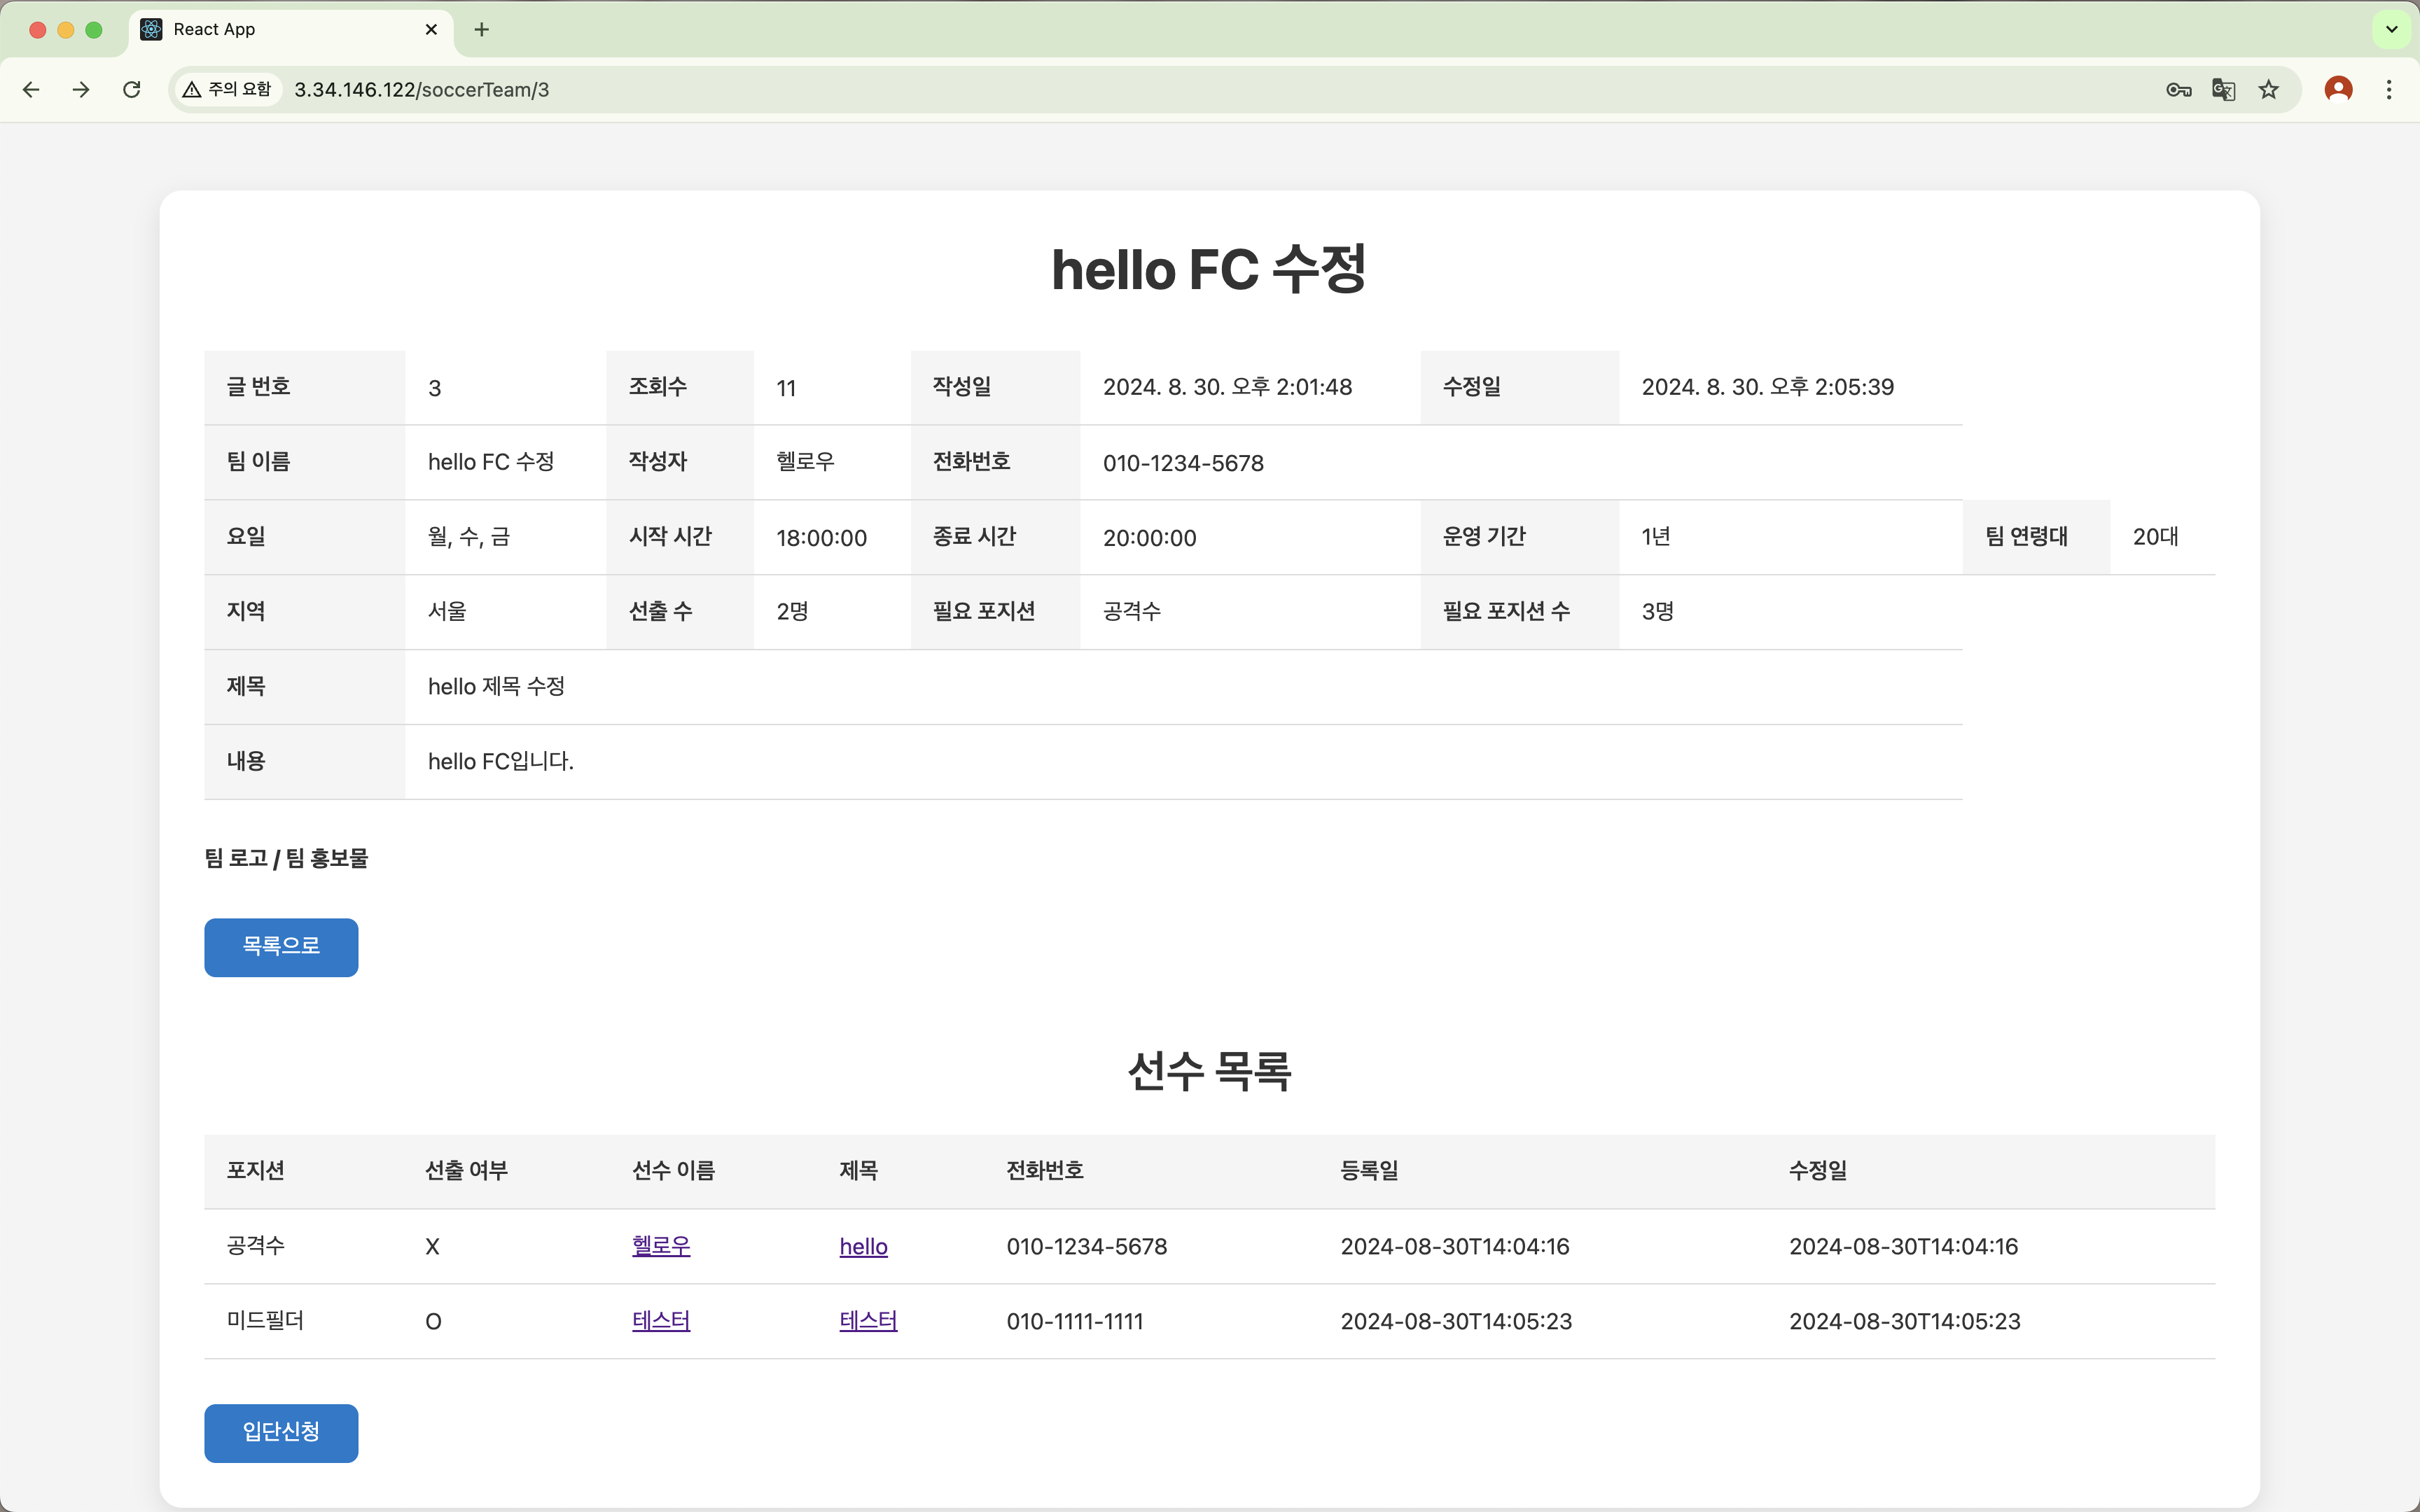 React App
주의 요함 3.34.146.122/soccerTeam/3
hello FC 수정
글 번호 3 조회수 11 작성일 2024. 8. 30. 오후 2:01:48 수정일 2024. 8. 30. 오후 2:05:39
팀 이름 hello FC 수정 작성자 헬로우 전화번호 010-1234-5678
요일 월, 수, 금 시작 시간 18:00:00 종료 시간 20:00:00 운영 기간 1년 팀 연령대 20대
지역 서울 선출 수 2명 필요 포지션 공격수 필요 포지션 수 3명
제목 hello 제목 수정
내용 hello FC입니다.
팀 로고 / 팀 홍보물
목록으로
선수 목록
포지션 선출 여부 선수 이름 제목 전화번호 등록일 수정일
공격수 X 헬로우 hello 010-1234-5678 2024-08-30T14:04:16 2024-08-30T14:04:16
미드필더 O 테스터 테스터 010-1111-1111 2024-08-30T14:05:23 2024-08-30T14:05:23
입단신청